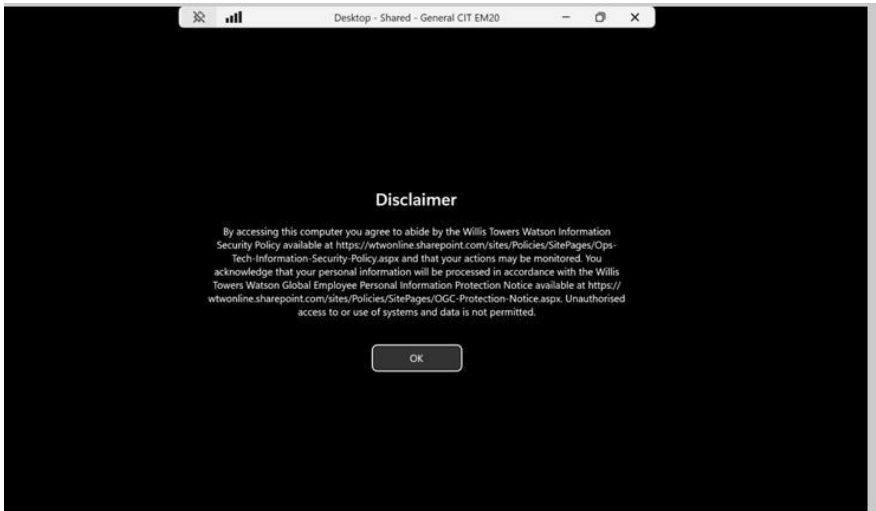 Desktop - Shared - General CIT EM20
Disclaimer
By accessing this computer you agree to abide by the Willis Towers Watson Information
Security Policy available at https://wtwonline.sharepoint.com/sites/Policies/SitePages/Ops-
Tech-Information-Security-Policy.aspx and that your actions may be monitored. You
acknowledge that your personal information will be processed in accordance with the Willis
Towers Watson Global Employee Personal Information Protection Notice available at https://
wtwonline.sharepoint.com/sites/Policies/SitePages/OGC-Protection-Notice.aspx. Unauthorised
access to or use of systems and data is not permitted.
OK